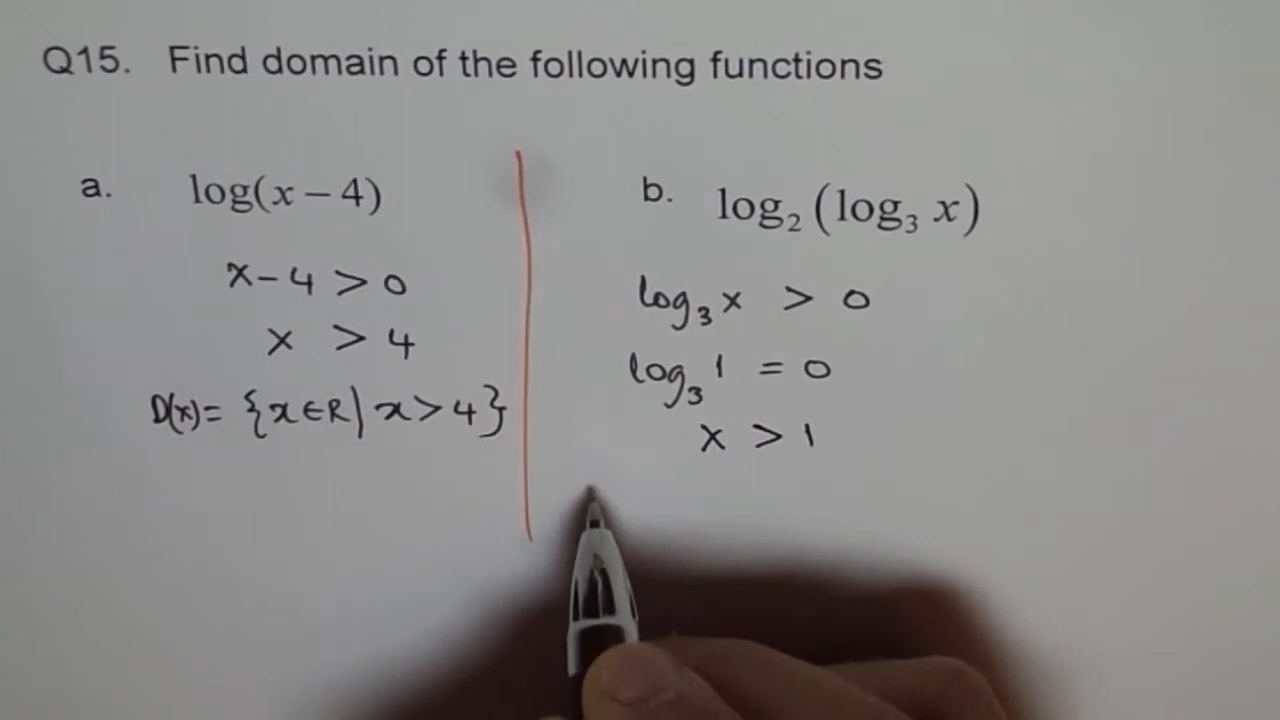 Q15. Find domain of the following functions
a. log(x – 4)
x – 4 > 0
x > 4
D(x) = {x ∈ R | x > 4}
b. log₂ (log₃ x)
log₃ x > 0
log₃ 1 = 0
x > 1